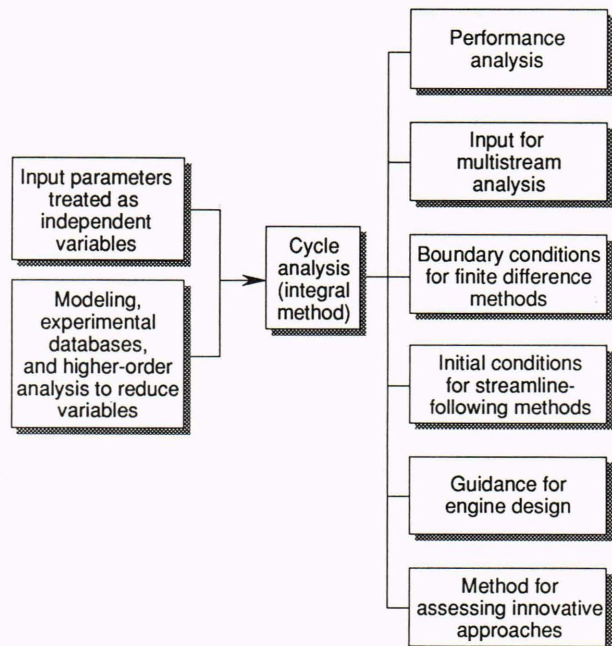 Input parameters
treated as
independent
variables
Modeling,
experimental
databases,
and higher-order
analysis to reduce
variables
Cycle
analysis
(integral
method)
Performance
analysis
Input for
multistream
analysis
Boundary conditions
for finite difference
methods
Initial conditions
for streamline-
following methods
Guidance for
engine design
Method for
assessing innovative
approaches